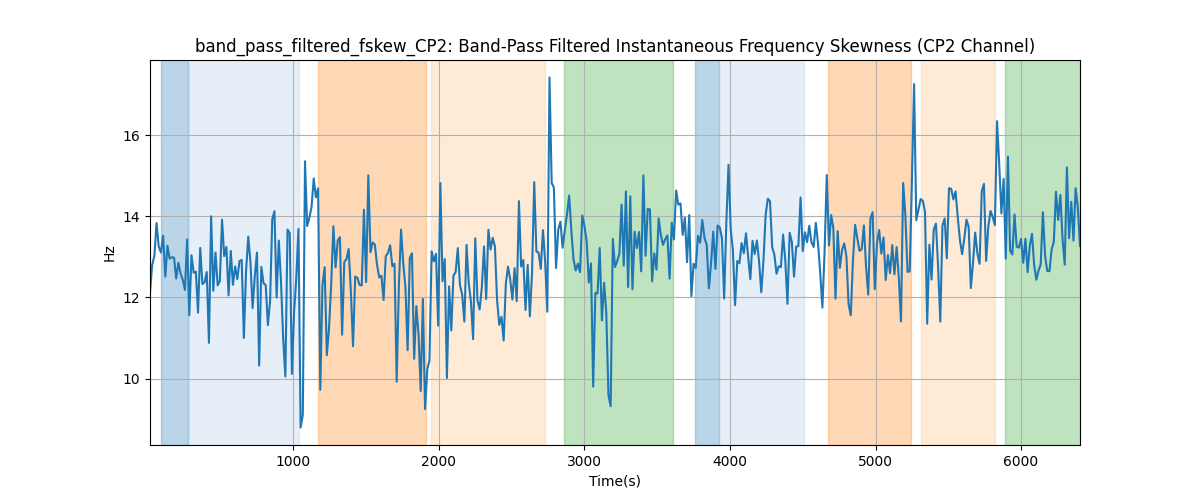 band_pass_filtered_fskew_CP2: Band-Pass Filtered Instantaneous Frequency Skewness (CP2 Channel)
16
14
12
10
Hz
1000 2000 3000 4000 5000 6000
Time(s)